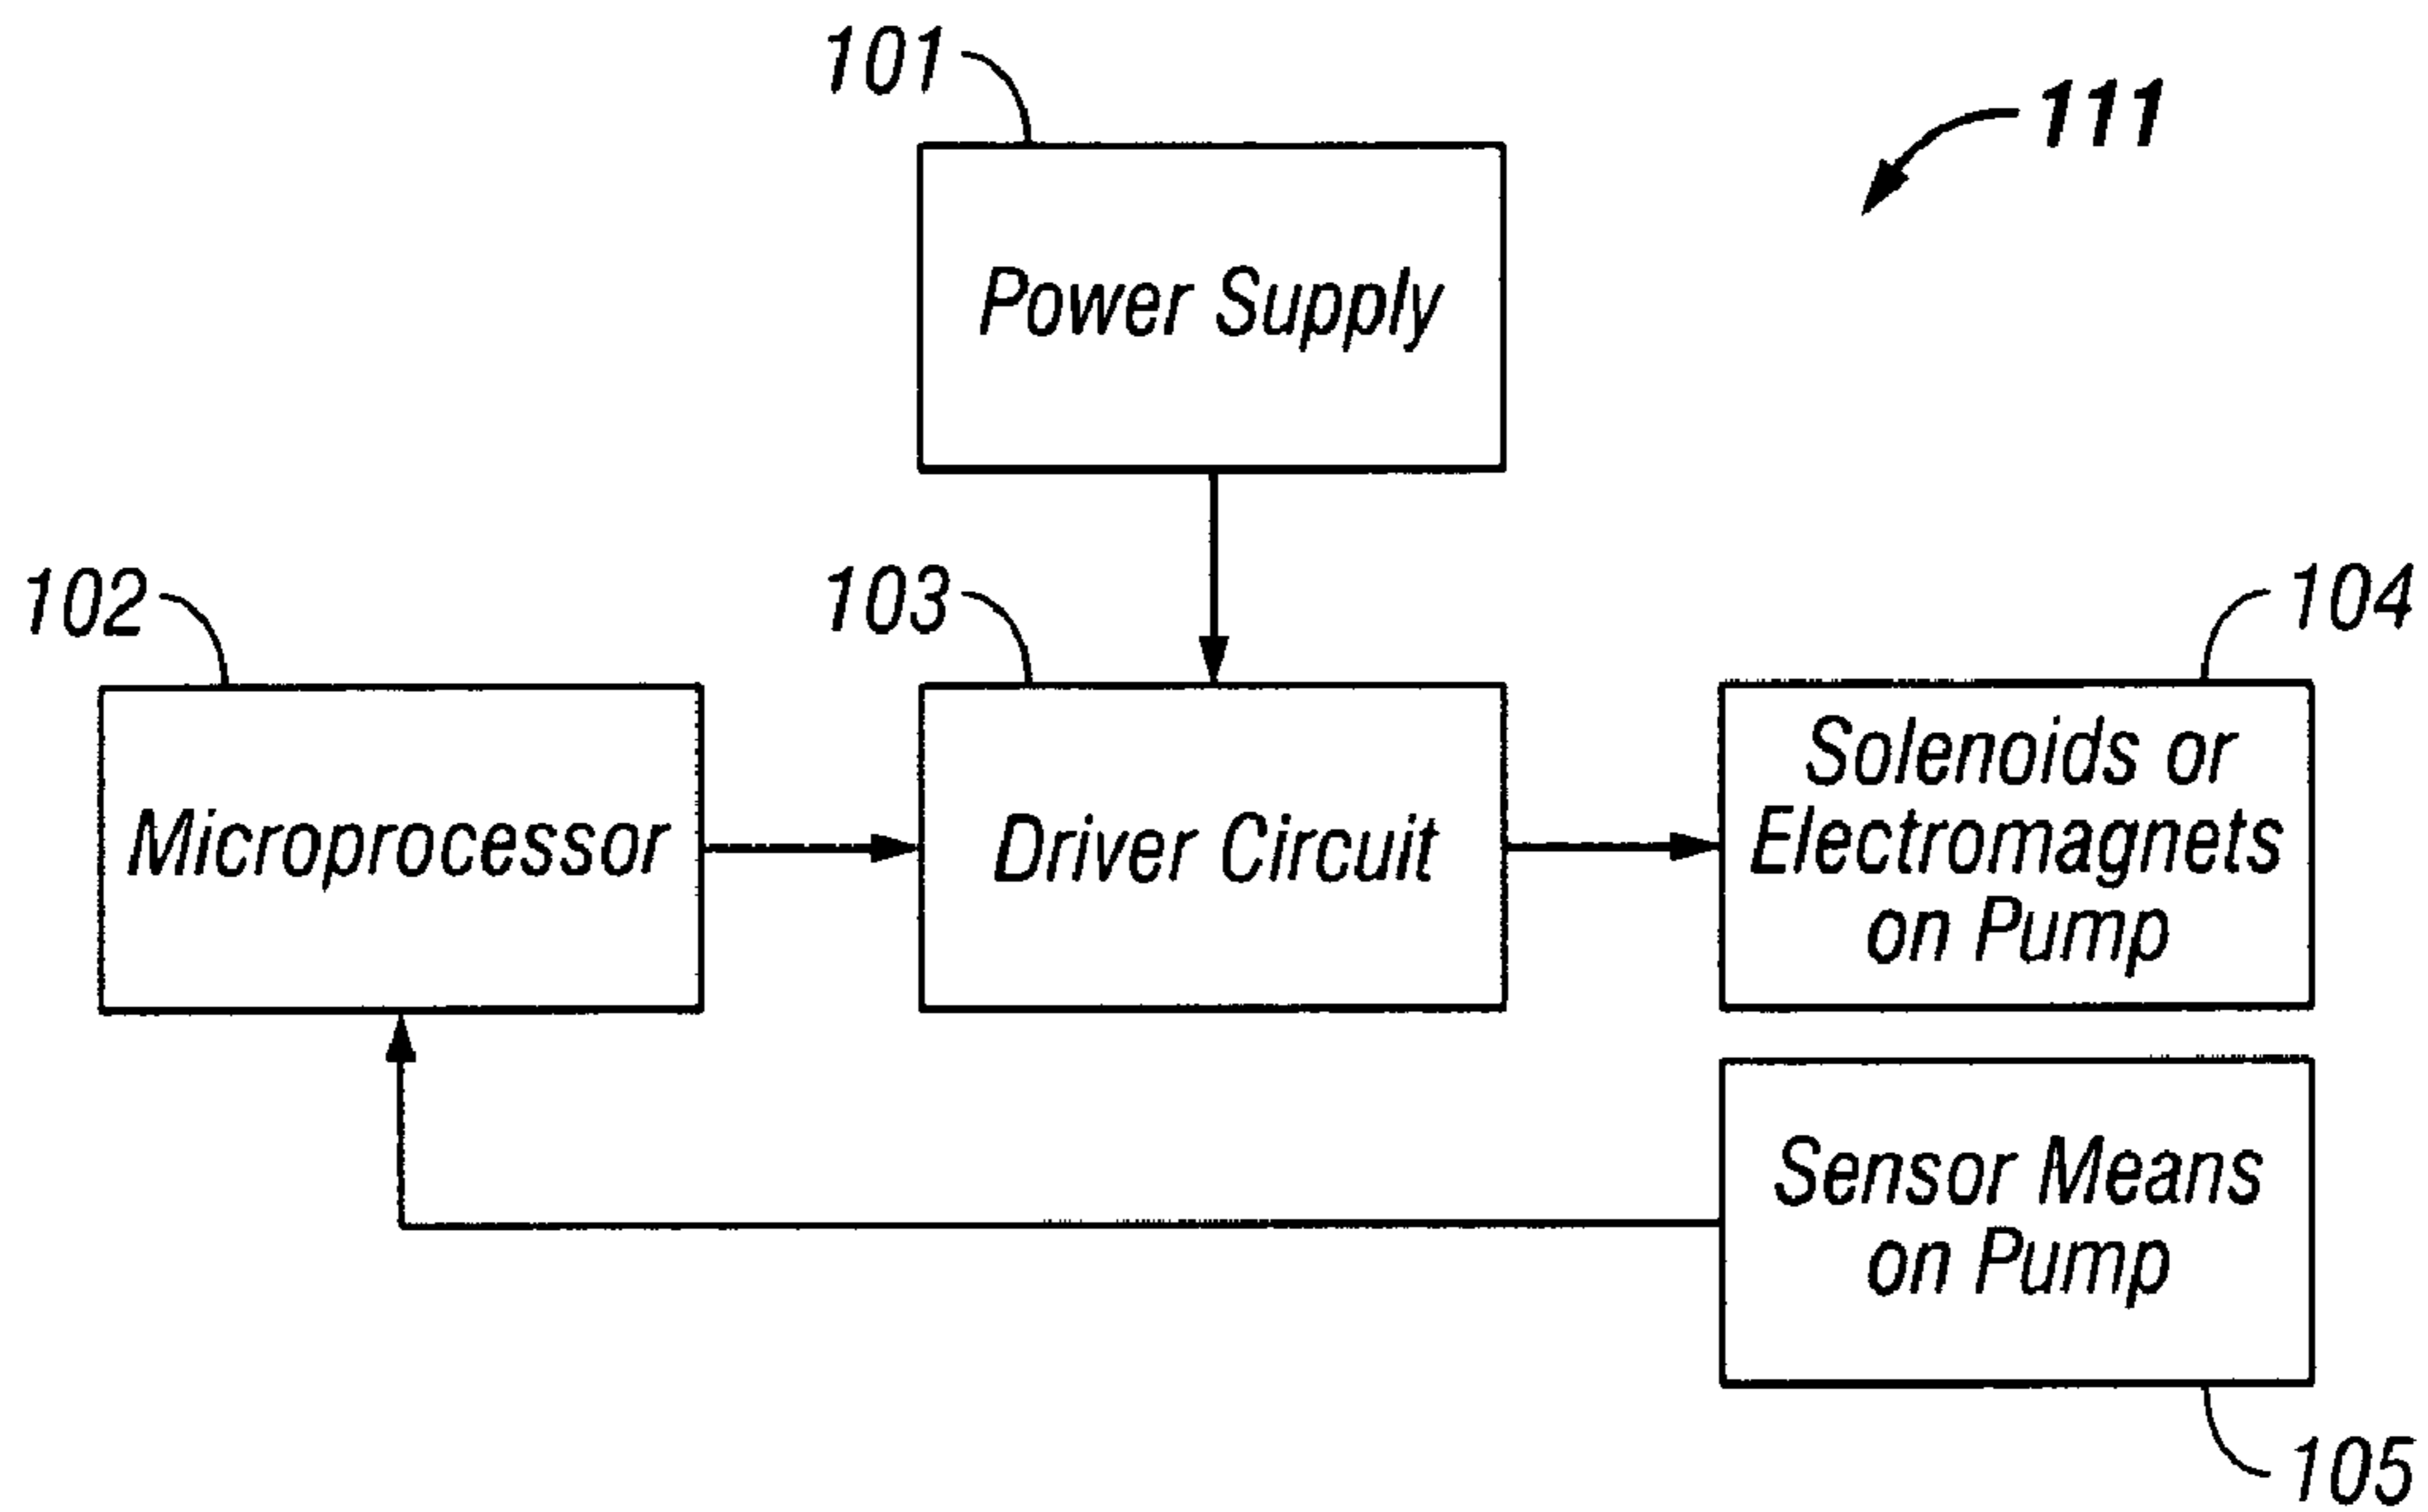 101
111
Power Supply
102
103
104
Microprocessor
Driver Circuit
Solenoids or
Electromagnets
on Pump
Sensor Means
on Pump
105